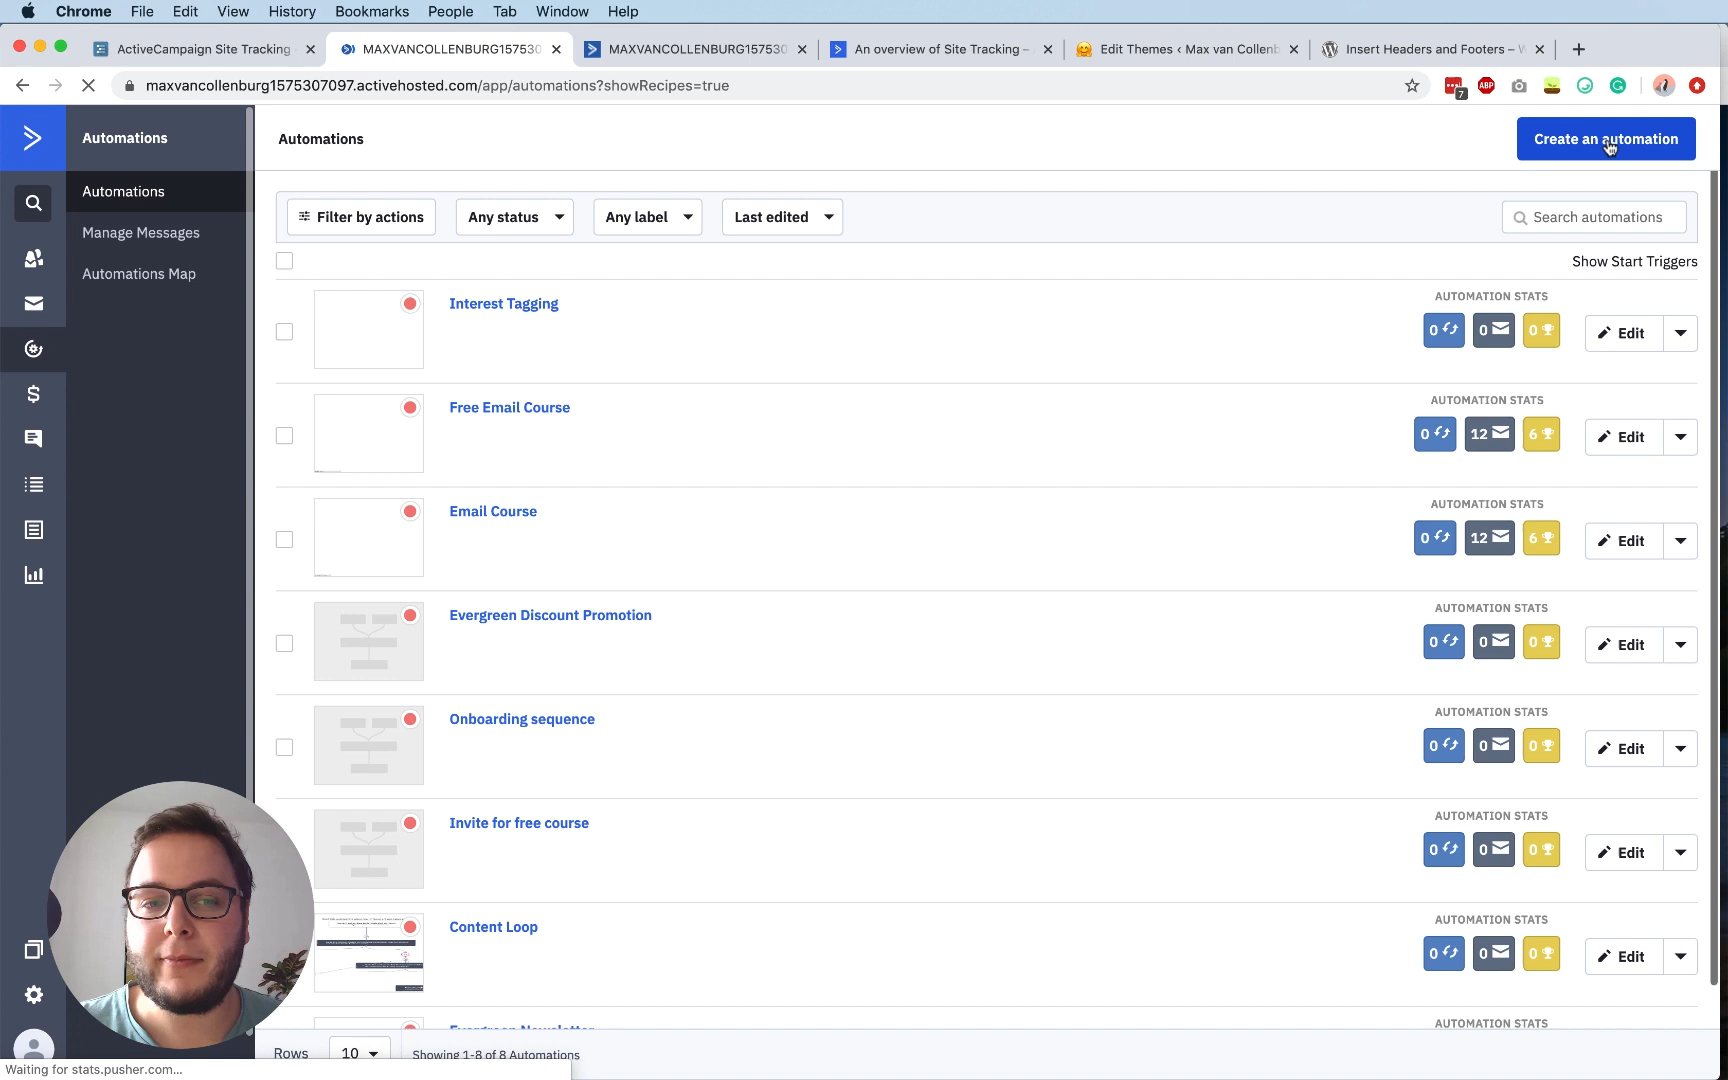 Chrome File Edit View History Bookmarks People Tab Window Help
ActiveCampaign Site Tracking
MAXVANCOLLENBURG157530
MAXVANCOLLENBURG157530
An overview of Site Tracking –
Edit Themes ‹ Max van Collenb
Insert Headers and Footers – W
maxvancollenburg1575307097.activehosted.com/app/automations?showRecipes=true
7
ABP
Automations
Automations
Create an automation
Automations
Manage Messages
Automations Map
Filter by actions
Any status
Any label
Last edited
Search automations
Show Start Triggers
Interest Tagging
AUTOMATION STATS
0 0 0
Edit
Free Email Course
AUTOMATION STATS
0 12 6
Edit
Email Course
AUTOMATION STATS
0 12 6
Edit
Evergreen Discount Promotion
AUTOMATION STATS
0 0 0
Edit
Onboarding sequence
AUTOMATION STATS
0 0 0
Edit
Invite for free course
AUTOMATION STATS
0 0 0
Edit
Content Loop
AUTOMATION STATS
0 0 0
Edit
Evergreen Newsletter
AUTOMATION STATS
Rows 10 Showing 1-8 of 8 Automations
Waiting for stats.pusher.com...